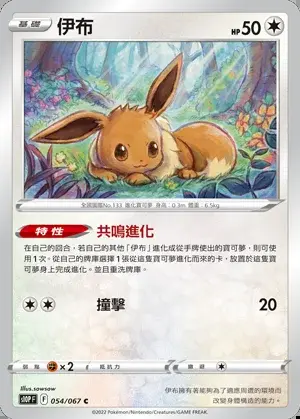 基礎 伊布 HP 50
全國圖鑑No.133 進化寶可夢 身高：0.3m 體重：6.5kg
特性 共鳴進化
在自己的回合，若自己的其他「伊布」進化成從手牌使出的寶可夢，則可使
用1次。從自己的牌庫選擇1張從這隻寶可夢進化而來的卡，放置於這隻寶可
夢身上完成進化。並且重洗牌庫。
撞擊 20
弱點 ×2 抵抗力 撤退
Illus.sowsow
S10P F F 054/067 C
伊布擁有著能夠為了適應周遭的環境而
改變身體構造的能力。
©2022 Pokémon/Nintendo/Creatures/GAME FREAK.